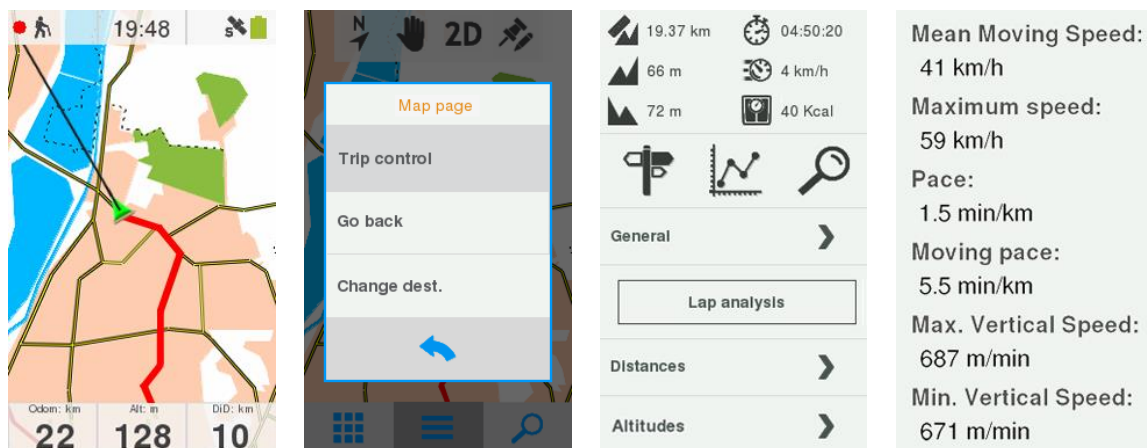 19:48
S
Odom: km
Alt: m
DiD: km
22
128
10
N
2D
Map page
Trip control
Go back
Change dest.
19.37 km
04:50:20
66 m
4 km/h
72 m
40 Kcal
General
Lap analysis
Distances
Altitudes
Mean Moving Speed:
41 km/h
Maximum speed:
59 km/h
Pace:
1.5 min/km
Moving pace:
5.5 min/km
Max. Vertical Speed:
687 m/min
Min. Vertical Speed:
671 m/min